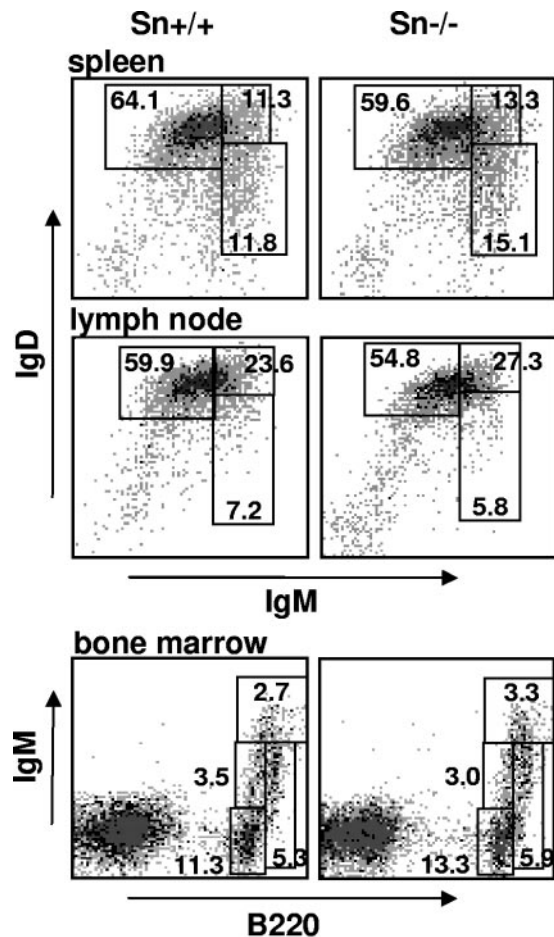 Sn+/+ Sn-/-
spleen
64.1 11.3 59.6 13.3
11.8 15.1
IgD
lymph node
59.9 23.6 54.8 27.3
7.2 5.8
IgM
bone marrow
2.7 3.3
IgM
3.5 3.0
11.3 5.3 13.3 5.9
B220